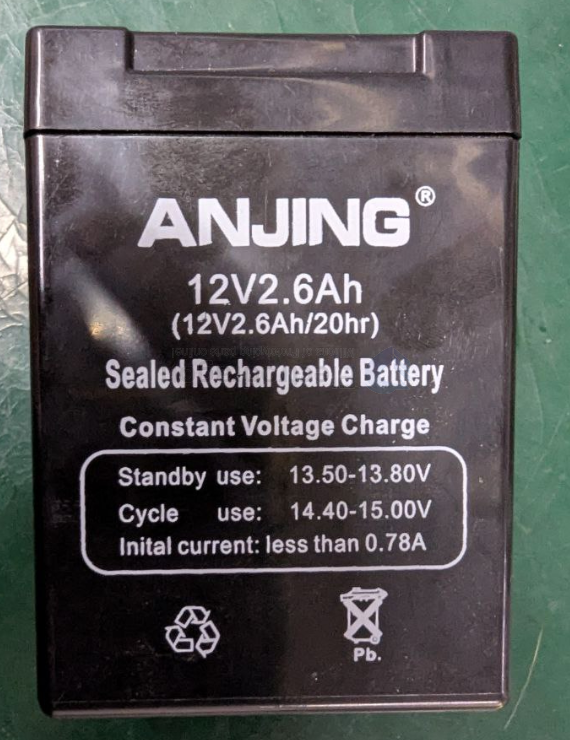 ANJING®
12V2.6Ah
(12V2.6Ah/20hr)
Sealed Rechargeable Battery
Constant Voltage Charge
Standby use: 13.50-13.80V
Cycle use: 14.40-15.00V
Inital current: less than 0.78A
Pb.